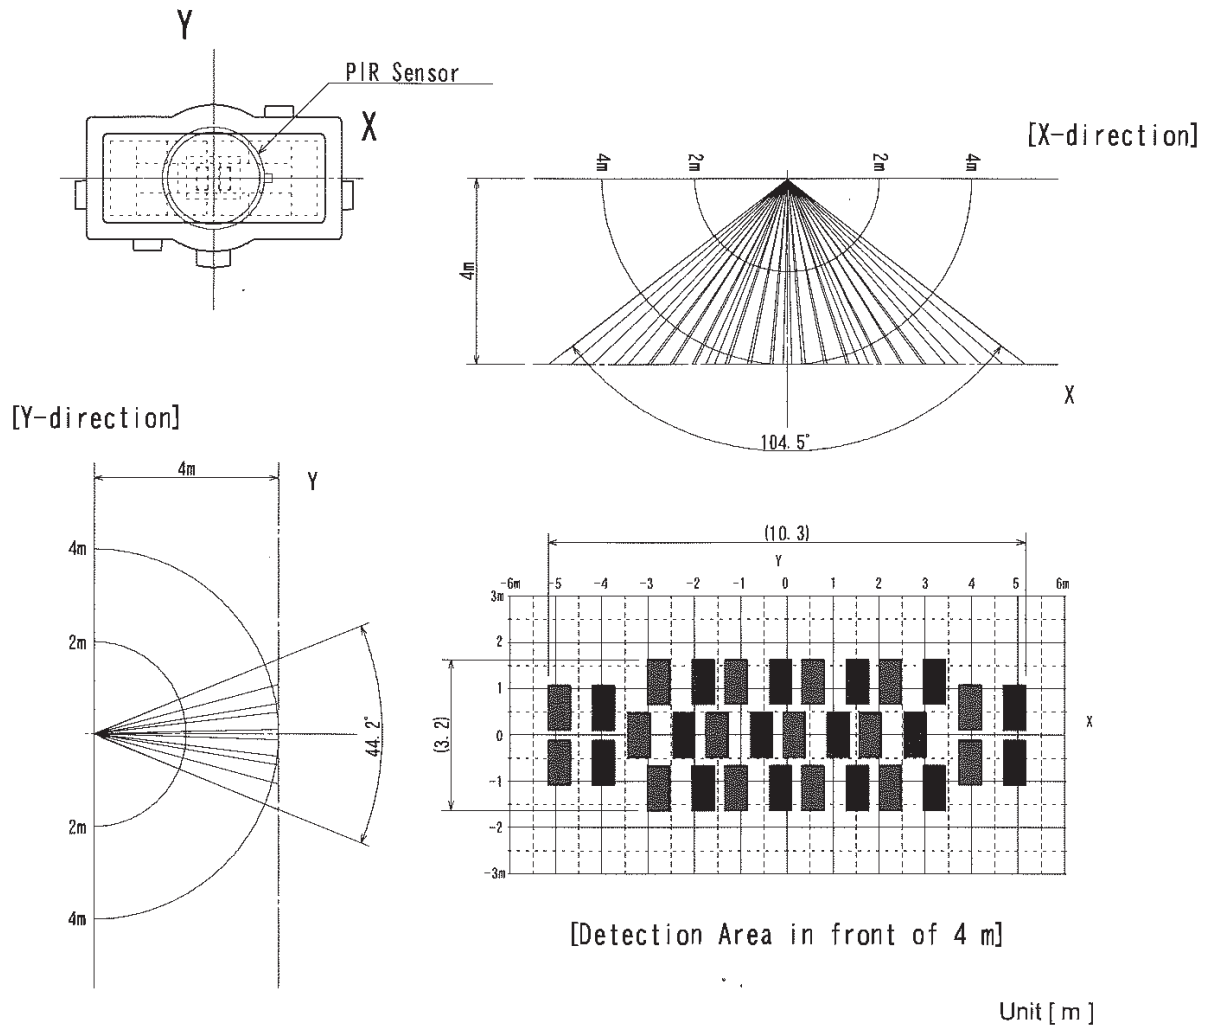 Y
PIR Sensor
X
[X-direction]
4m 2m 2m 4m
4m
X
104.5°
[Y-direction]
4m
Y
4m
2m
2m
4m
44.2°
(10.3)
Y
-6m -5 -4 -3 -2 -1 0 1 2 3 4 5 6m
3m
2
1
0
-1
-2
-3m
(3.2)
X
[Detection Area in front of 4 m]
Unit [ m ]